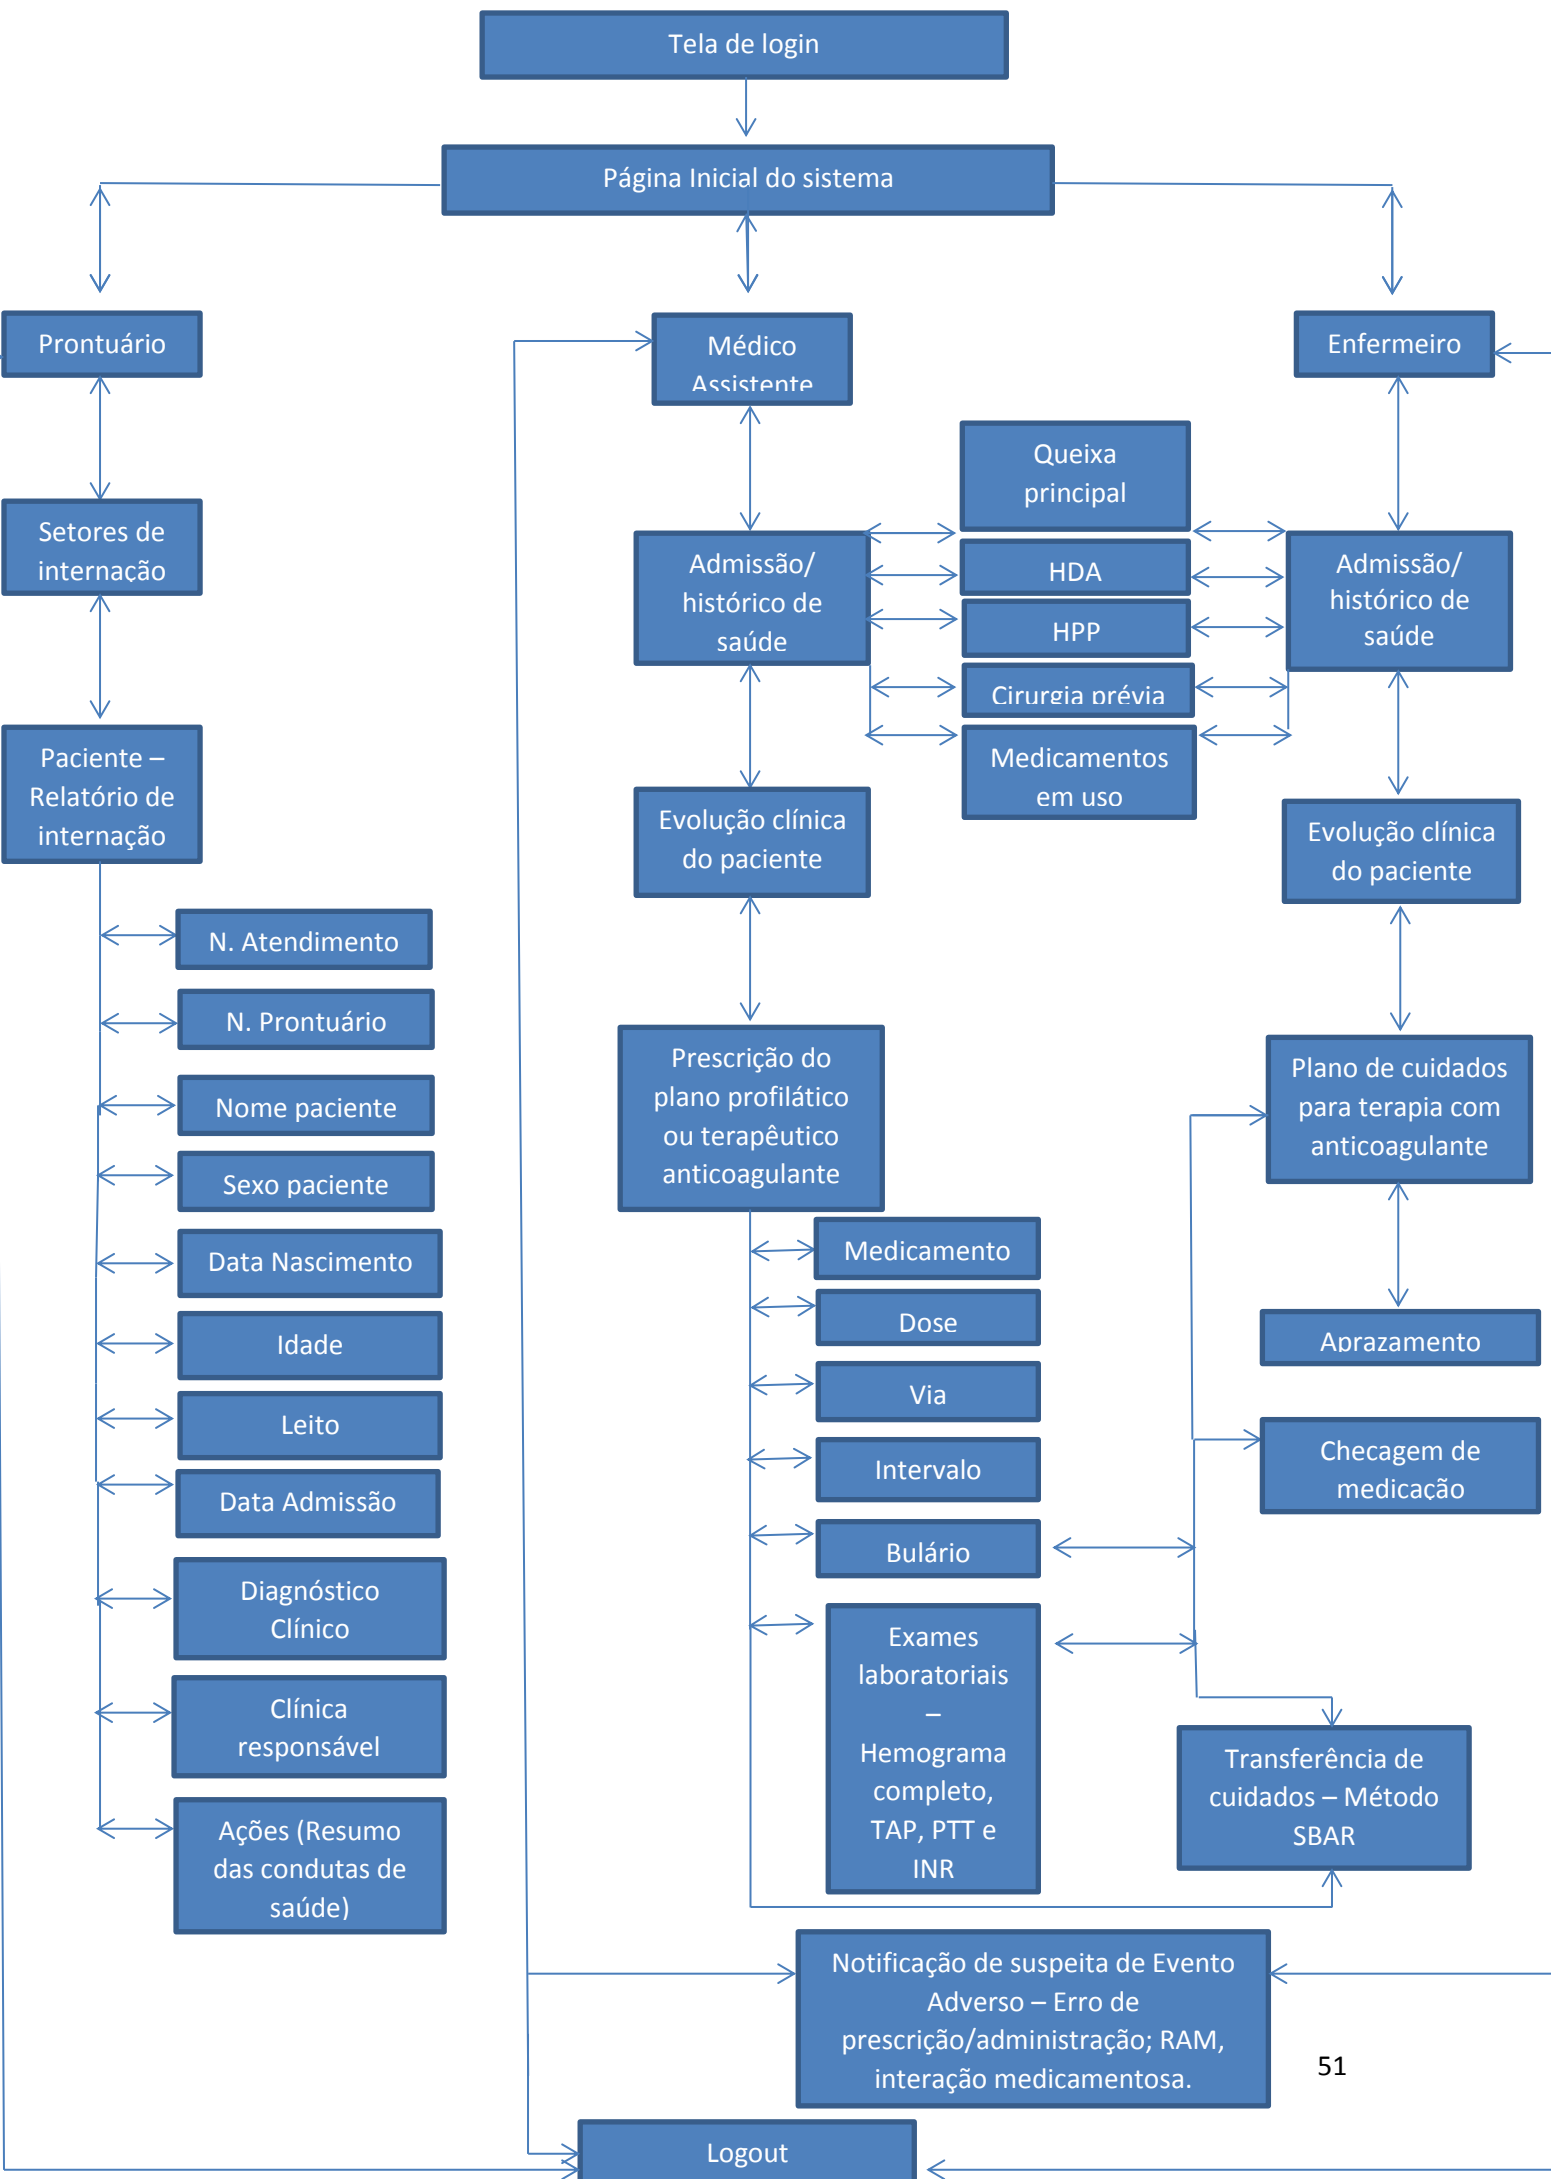 Tela de login
Página Inicial do sistema
Prontuário
Médico
Assistente
Enfermeiro
Queixa
principal
Setores de
internação
Admissão/
histórico de
saúde
HDA
HPP
Cirurgia prévia
Medicamentos
em uso
Admissão/
histórico de
saúde
Paciente –
Relatório de
internação
Evolução clínica
do paciente
Evolução clínica
do paciente
N. Atendimento
N. Prontuário
Nome paciente
Sexo paciente
Data Nascimento
Idade
Leito
Data Admissão
Diagnóstico
Clínico
Clínica
responsável
Ações (Resumo
das condutas de
saúde)
Prescrição do
plano profilático
ou terapêutico
anticoagulante
Medicamento
Dose
Via
Intervalo
Bulário
Exames
laboratoriais
–
Hemograma
completo,
TAP, PTT e
INR
Plano de cuidados
para terapia com
anticoagulante
Aprazamento
Checagem de
medicação
Transferência de
cuidados – Método
SBAR
Notificação de suspeita de Evento
Adverso – Erro de
prescrição/administração; RAM,
interação medicamentosa.
51
Logout